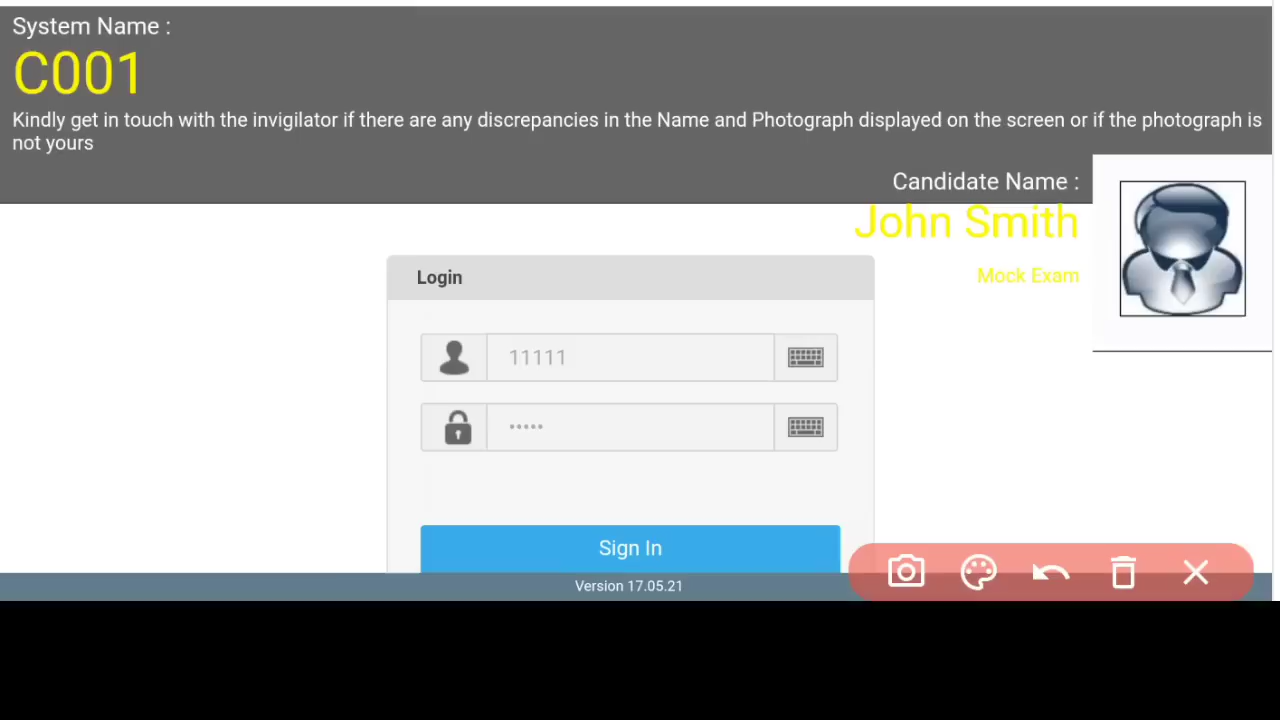 System Name :
C001
Kindly get in touch with the invigilator if there are any discrepancies in the Name and Photograph displayed on the screen or if the photograph is
not yours
Candidate Name :
John Smith
Mock Exam
Login
11111
•••••
Sign In
Version 17.05.21